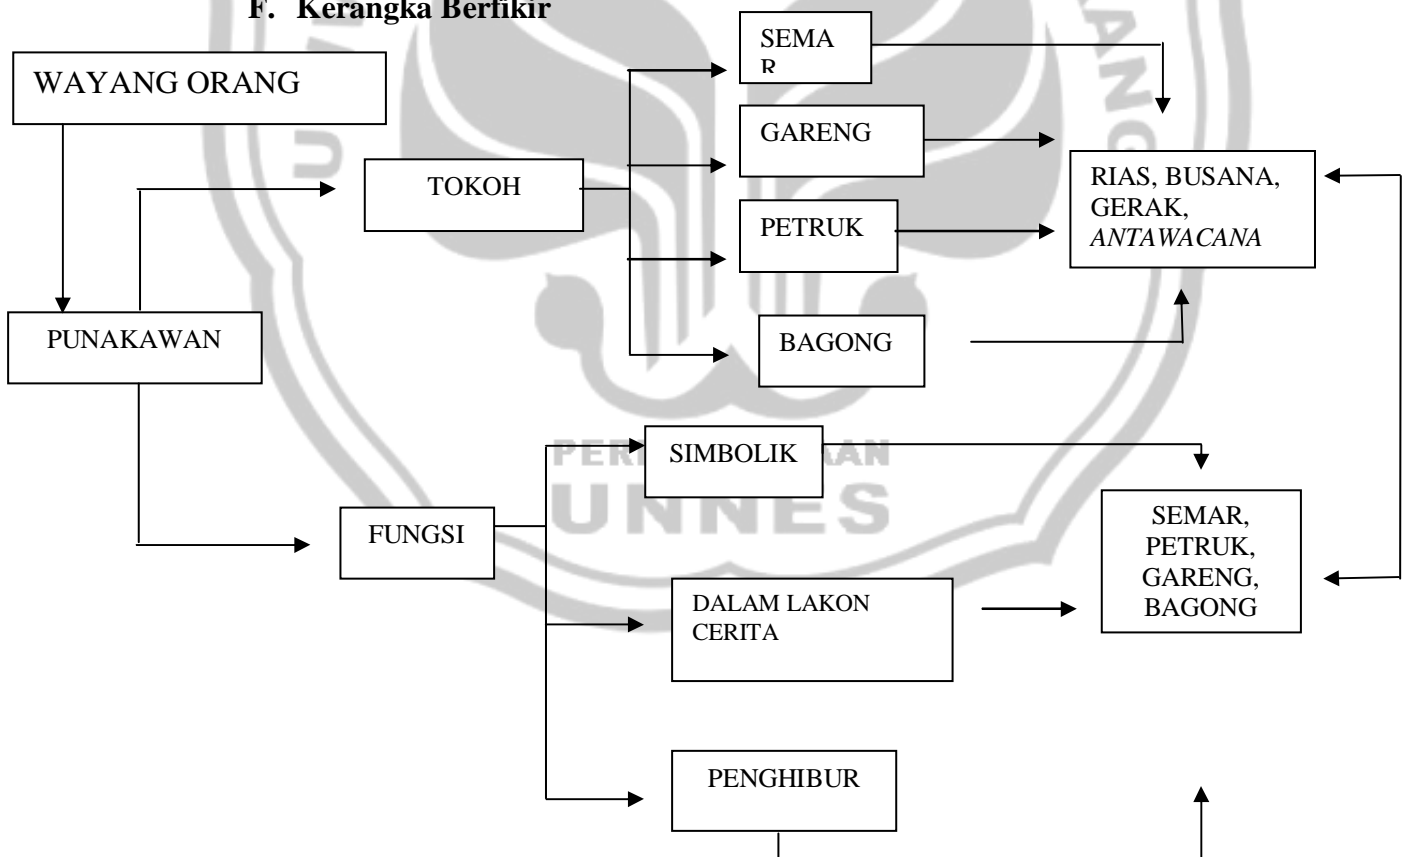 F. Kerangka Berfikir
SEMA
R
WAYANG ORANG
GARENG
TOKOH
RIAS, BUSANA,
GERAK,
ANTAWACANA
PETRUK
PUNAKAWAN
BAGONG
SIMBOLIK
UNNES
FUNGSI
SEMAR,
PETRUK,
GARENG,
BAGONG
DALAM LAKON
CERITA
PENGHIBUR